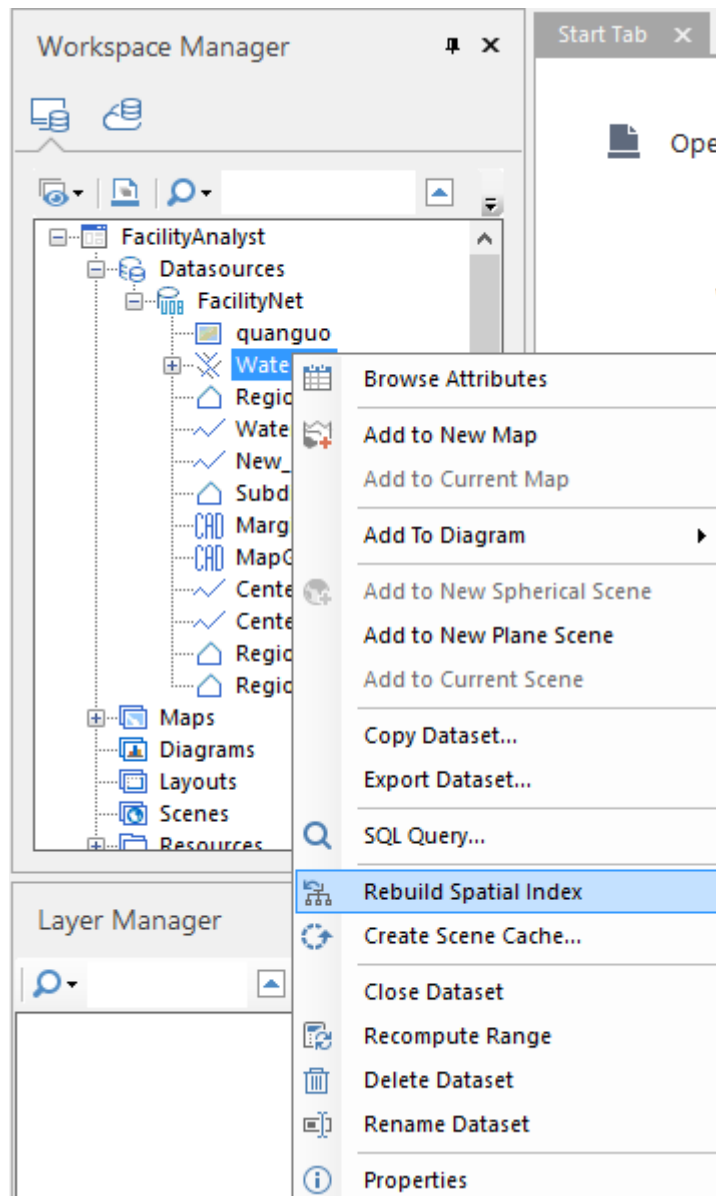 Workspace Manager
Start Tab
Ope
FacilityAnalyst
Datasources
UDB FacilityNet
quanguo
Wate
Regio
Wate
New_
Subd
CAD Marg
CAD MapG
Cente
Cente
Regio
Regio
Maps
Diagrams
Layouts
Scenes
Resources
Layer Manager
Browse Attributes
Add to New Map
Add to Current Map
Add To Diagram
Add to New Spherical Scene
Add to New Plane Scene
Add to Current Scene
Copy Dataset...
Export Dataset...
SQL Query...
Rebuild Spatial Index
Create Scene Cache...
Close Dataset
Recompute Range
Delete Dataset
Rename Dataset
Properties